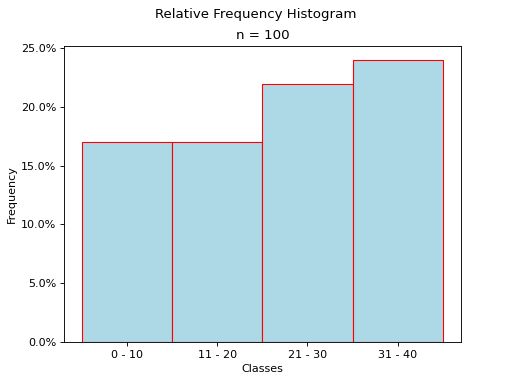 Relative Frequency Histogram
n = 100
25.0%
20.0%
15.0%
10.0%
5.0%
0.0%
Frequency
0 - 10
11 - 20
21 - 30
31 - 40
Classes